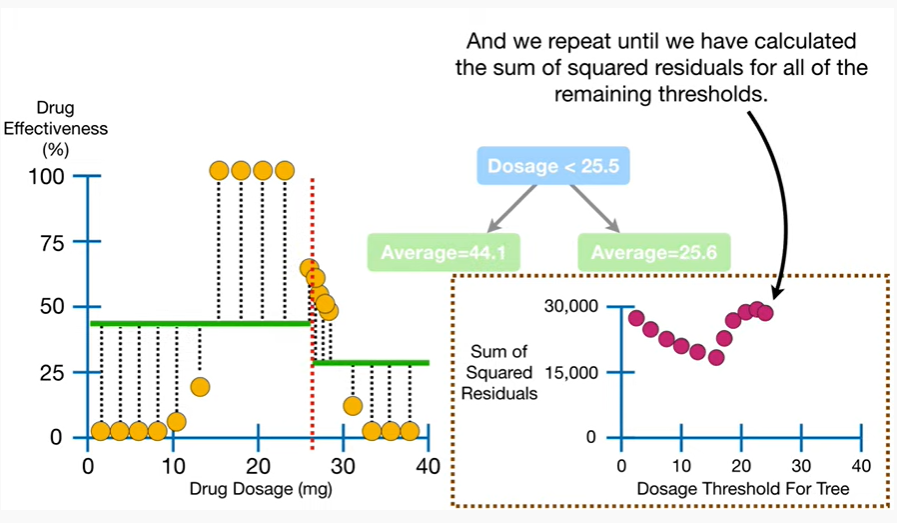 And we repeat until we have calculated
the sum of squared residuals for all of the
remaining thresholds.
Drug
Effectiveness
(%)
100
75
50
25
0
0
10
20
30
40
Drug Dosage (mg)
Dosage < 25.5
Average=44.1
Average=25.6
Sum of
Squared
Residuals
30,000
15,000
0
0
10
20
30
40
Dosage Threshold For Tree